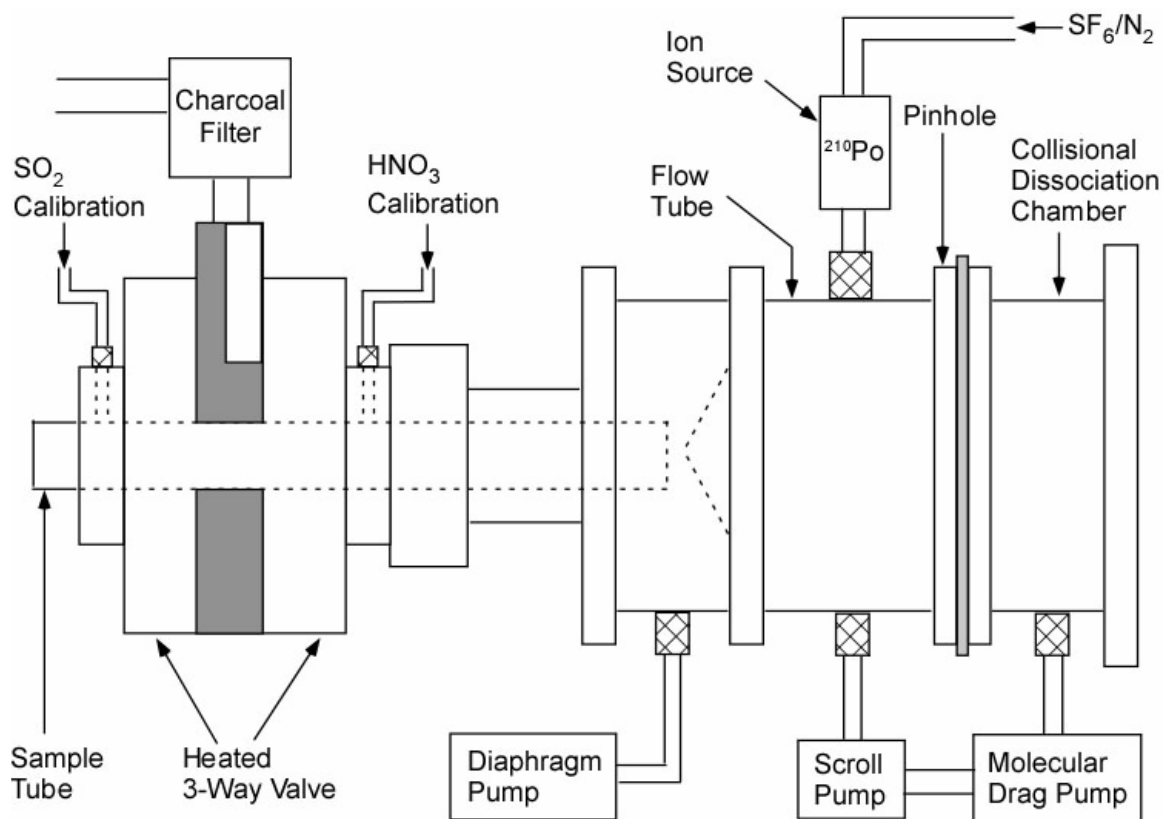 SF6/N2
Ion
Source
Charcoal
Filter
Pinhole
210Po
Collisional
Dissociation
Chamber
SO2
Calibration
HNO3
Calibration
Flow
Tube
Sample
Tube
Heated
3-Way Valve
Diaphragm
Pump
Scroll
Pump
Molecular
Drag Pump